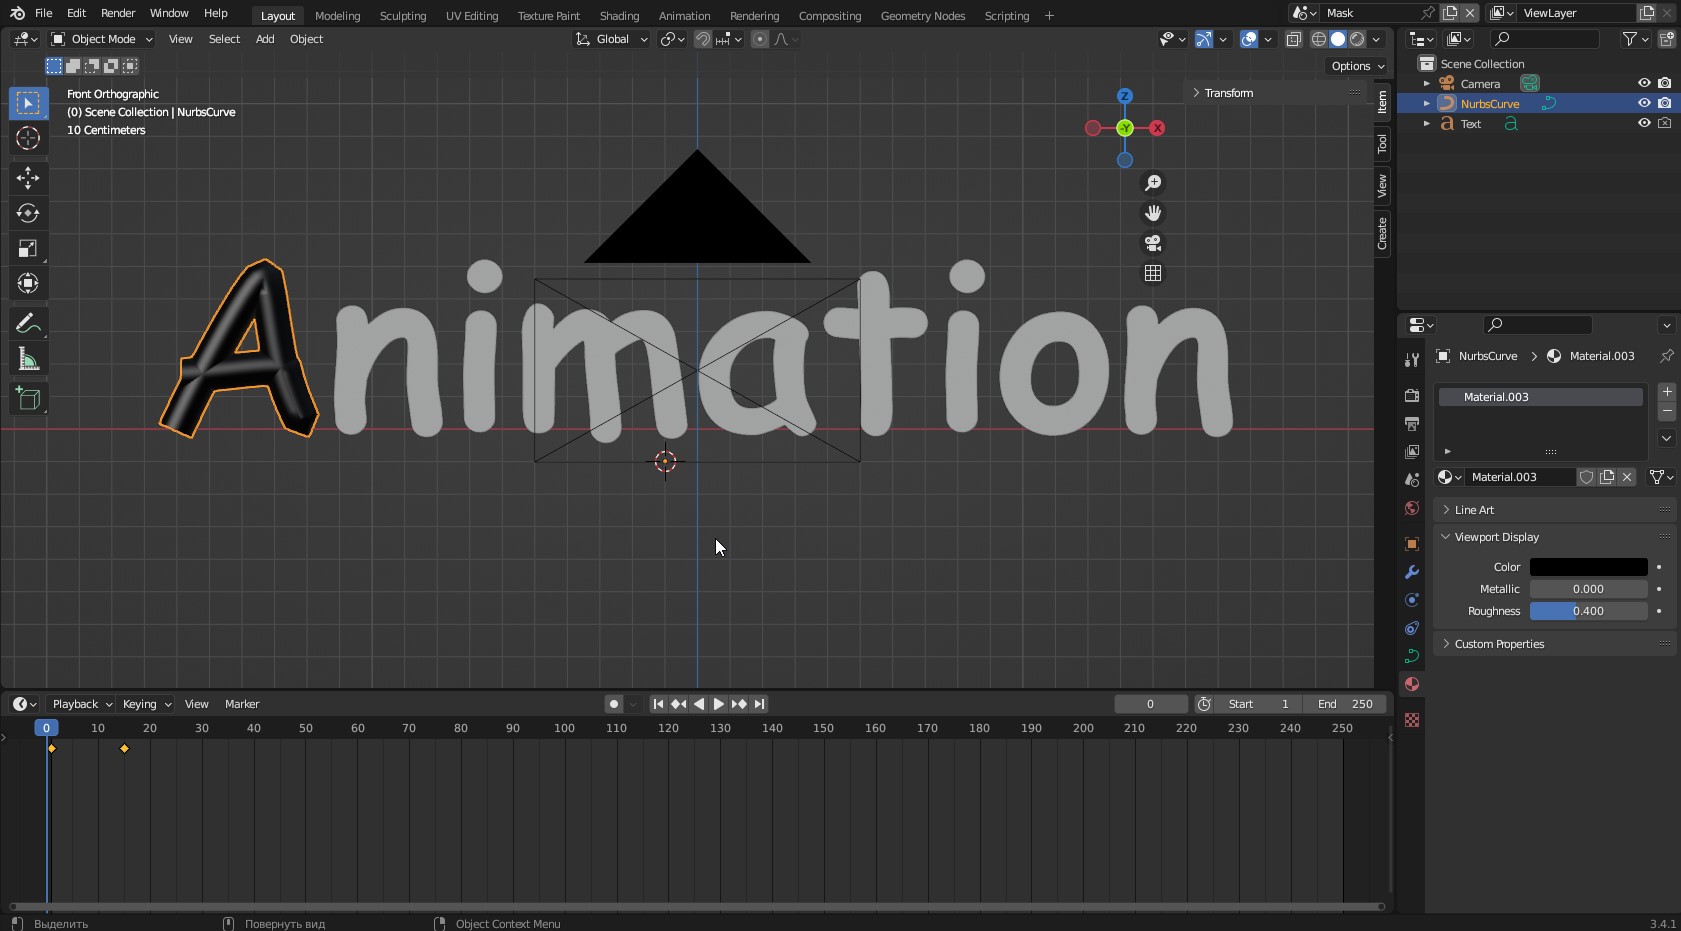 File Edit Render Window Help
Layout Modeling Sculpting UV Editing Texture Paint Shading Animation Rendering Compositing Geometry Nodes Scripting +
Mask ViewLayer
Object Mode View Select Add Object Global
Options
Front Orthographic
(0) Scene Collection | NurbsCurve
10 Centimeters
Transform
Item
Tool
View
Create
Z
-Y
X
Animation
Scene Collection
Camera
NurbsCurve
Text
NurbsCurve > Material.003
Material.003
Material.003
Line Art
Viewport Display
Color
Metallic 0.000
Roughness 0.400
Custom Properties
Playback Keying View Marker 0 Start 1 End 250
0 10 20 30 40 50 60 70 80 90 100 110 120 130 140 150 160 170 180 190 200 210 220 230 240 250
Выделить Повернуть вид Object Context Menu 3.4.1